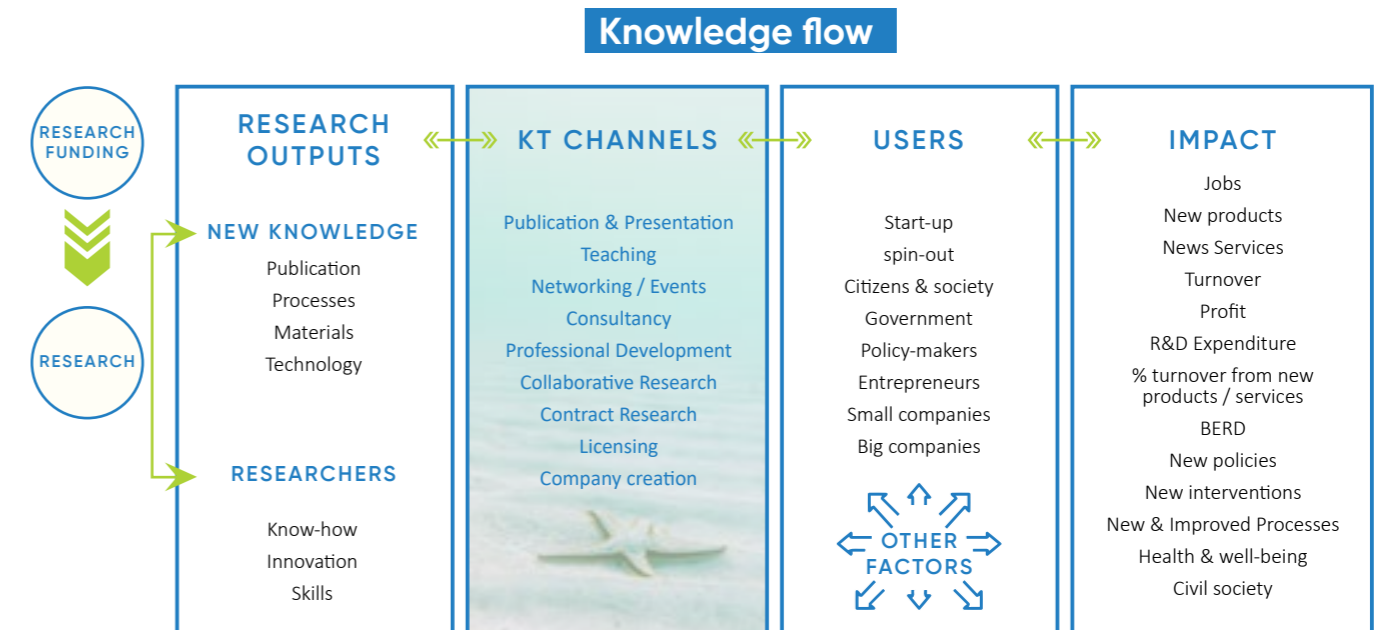 Knowledge flow
RESEARCH
FUNDING
RESEARCH
RESEARCH
OUTPUTS
NEW KNOWLEDGE
Publication
Processes
Materials
Technology
RESEARCHERS
Know-how
Innovation
Skills
KT CHANNELS
Publication & Presentation
Teaching
Networking / Events
Consultancy
Professional Development
Collaborative Research
Contract Research
Licensing
Company creation
USERS
Start-up
spin-out
Citizens & society
Government
Policy-makers
Entrepreneurs
Small companies
Big companies
OTHER
FACTORS
IMPACT
Jobs
New products
News Services
Turnover
Profit
R&D Expenditure
% turnover from new
products / services
BERD
New policies
New interventions
New & Improved Processes
Health & well-being
Civil society